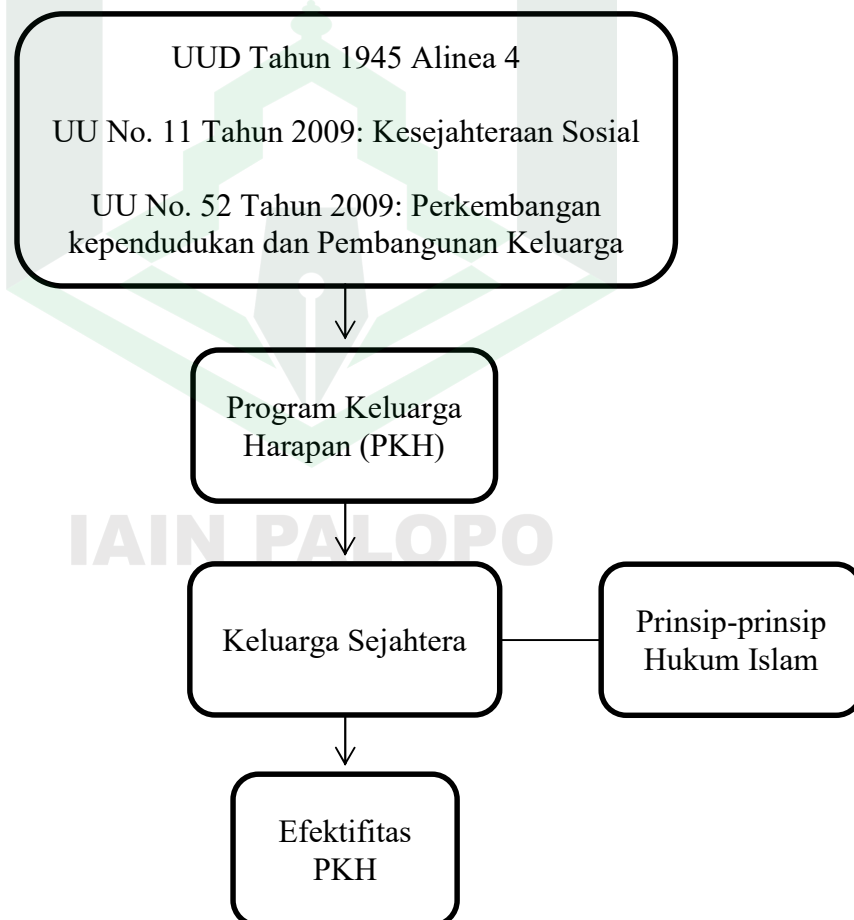 UUD Tahun 1945 Alinea 4
UU No. 11 Tahun 2009: Kesejahteraan Sosial
UU No. 52 Tahun 2009: Perkembangan
kependudukan dan Pembangunan Keluarga
Program Keluarga
Harapan (PKH)
IAIN PALOPO
Keluarga Sejahtera
Prinsip-prinsip
Hukum Islam
Efektifitas
PKH